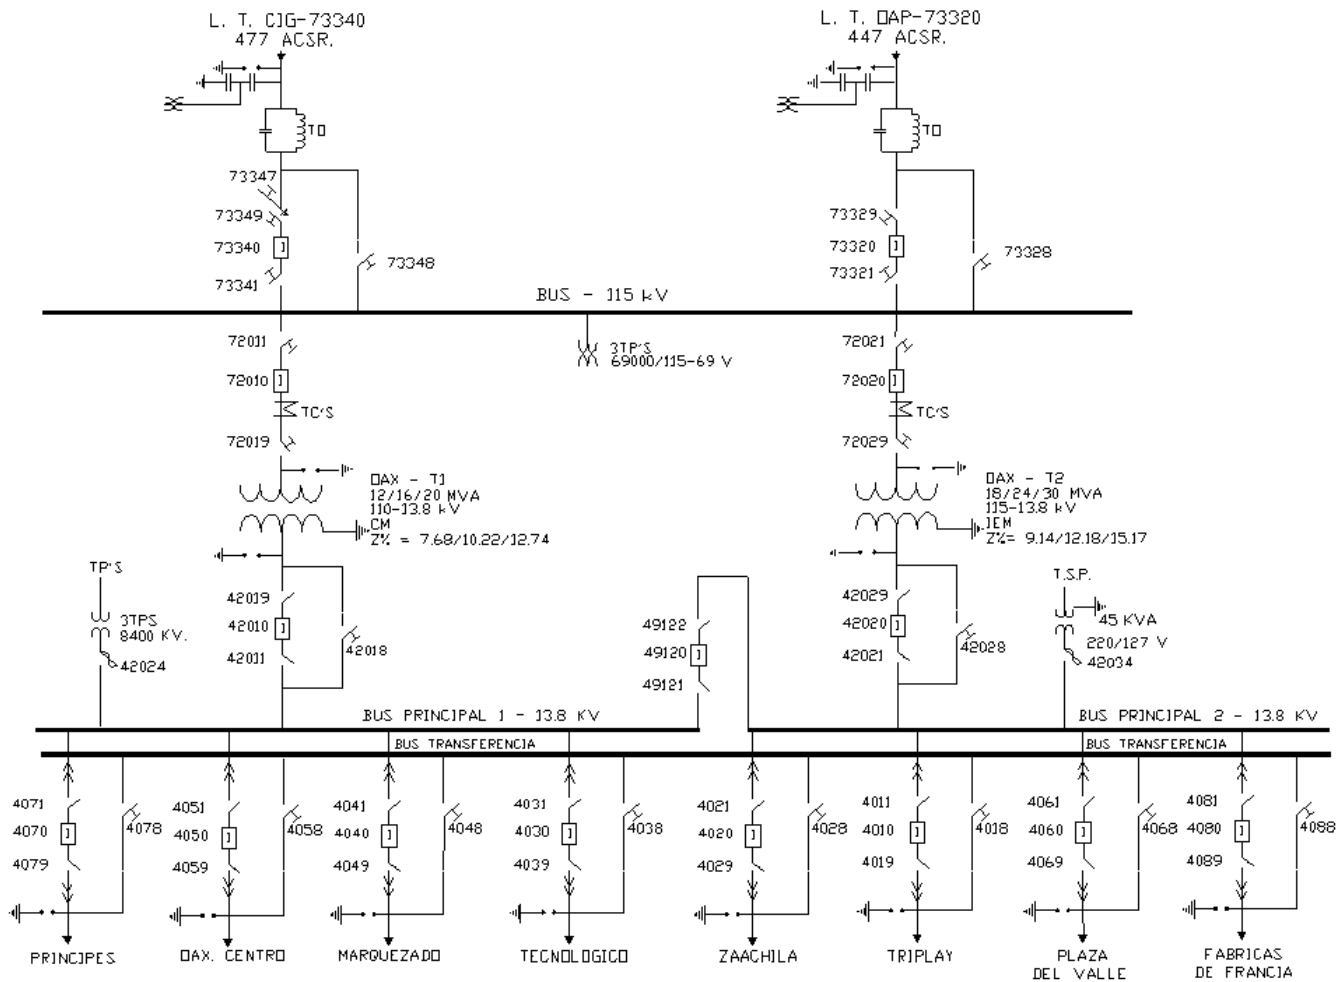 L. T. CJG-73340
477 ACSR.
L. T. OAP-73320
447 ACSR.
TO
TO
73347
73349
73340
73341
73348
73329
73320
73321
73328
BUS - 115 kV
72011
72010
TC'S
72019
3TP'S
69000/115-69 V
72021
72020
TC'S
72029
OAX - T1
12/16/20 MVA
110-13.8 kV
CM
Z% = 7.68/10.22/12.74
OAX - T2
18/24/30 MVA
115-13.8 kV
IEM
Z%= 9.14/12.18/15.17
TP'S
3TPS
8400 KV.
42024
42019
42010
42011
42018
49122
49120
49121
42029
42020
42021
42028
T.S.P.
45 KVA
220/127 V
42034
BUS PRINCIPAL 1 - 13.8 KV
BUS PRINCIPAL 2 - 13.8 KV
BUS TRANSFERENCIA
BUS TRANSFERENCIA
4071
4070
4079
4078
4051
4050
4059
4058
4041
4040
4049
4048
4031
4030
4039
4038
4021
4020
4029
4028
4011
4010
4019
4018
4061
4060
4069
4068
4081
4080
4089
4088
PRINCIPES
OAX. CENTRO
MARQUEZADO
TECNOLOGICO
ZAACHILA
TRIPLAY
PLAZA
DEL VALLE
FABRICAS
DE FRANCIA